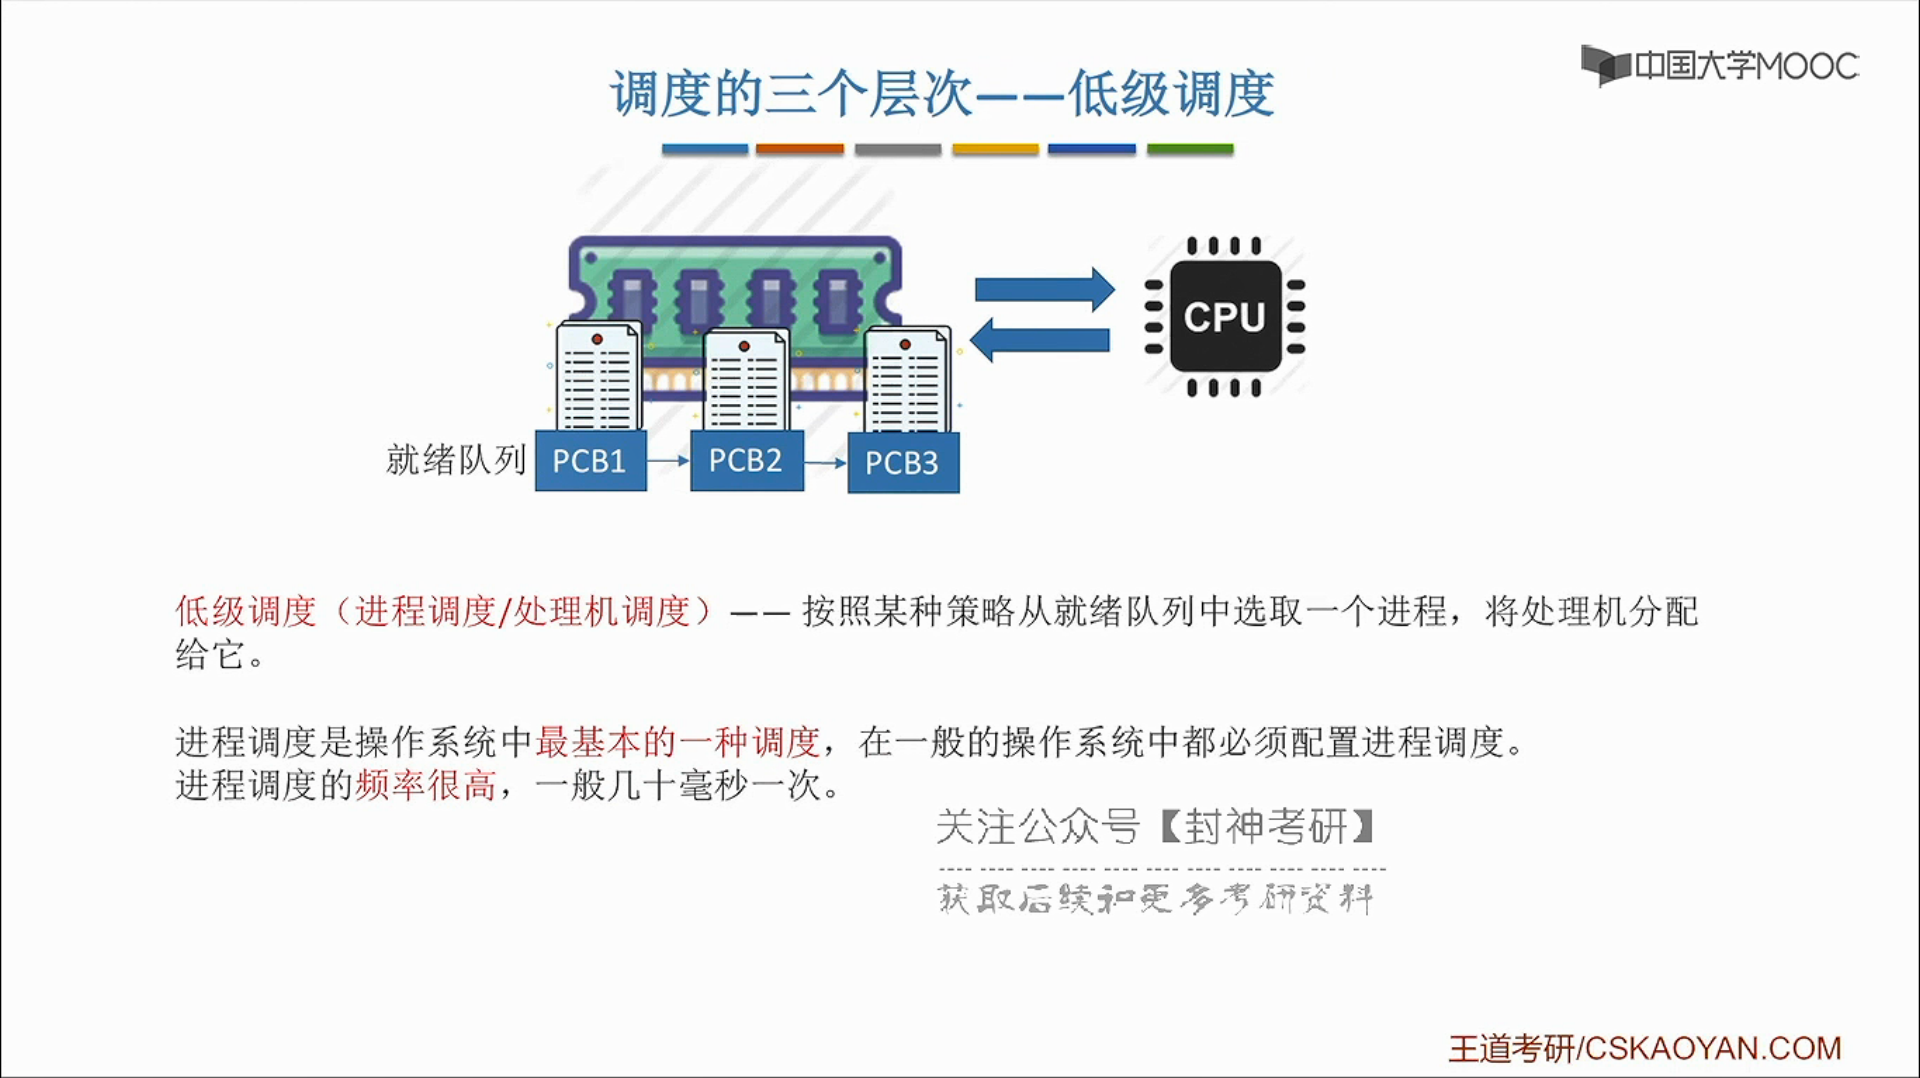 中国大学MOOC
调度的三个层次——低级调度
CPU
就绪队列
PCB1
PCB2
PCB3
低级调度（进程调度/处理机调度）—— 按照某种策略从就绪队列中选取一个进程，将处理机分配
给它。
进程调度是操作系统中最基本的一种调度，在一般的操作系统中都必须配置进程调度。
进程调度的频率很高，一般几十毫秒一次。
关注公众号【封神考研】
获取后续和更多考研资料
王道考研/CSKAOYAN.COM